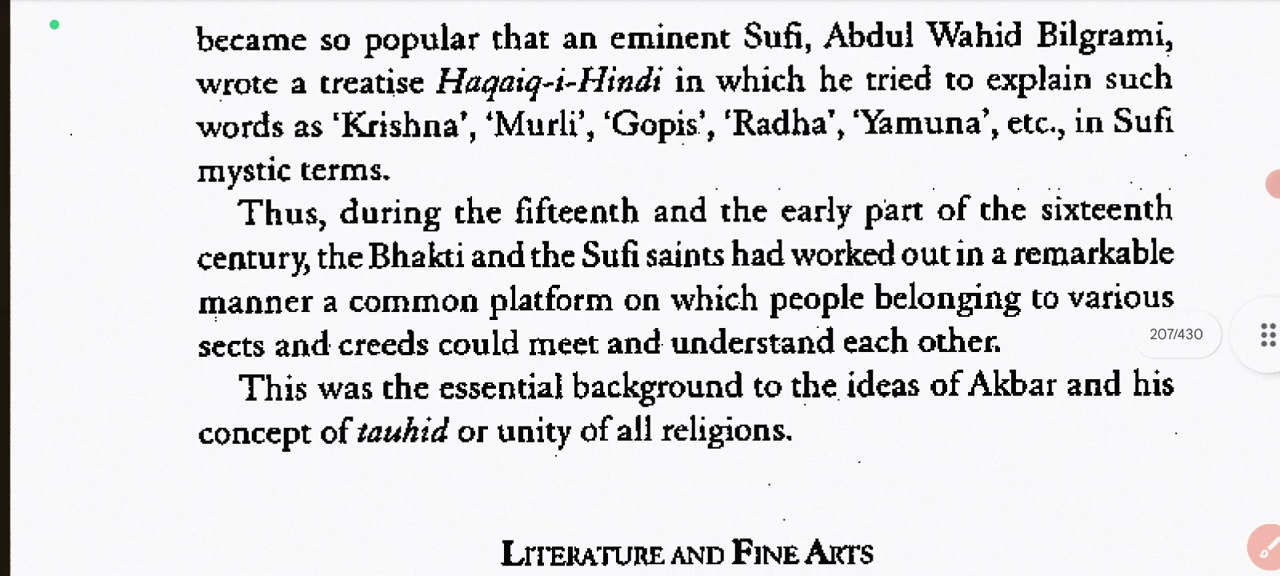 became so popular that an eminent Sufi, Abdul Wahid Bilgrami,
wrote a treatise Haqaiq-i-Hindi in which he tried to explain such
words as ‘Krishna’, ‘Murli’, ‘Gopis’, ‘Radha’, ‘Yamuna’, etc., in Sufi
mystic terms.
Thus, during the fifteenth and the early part of the sixteenth
century, the Bhakti and the Sufi saints had worked out in a remarkable
manner a common platform on which people belonging to various
207/430
sects and creeds could meet and understand each other.
This was the essential background to the ideas of Akbar and his
concept of tauhid or unity of all religions.
LITERATURE AND FINE ARTS